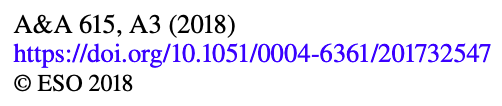 A&A 615, A3 (2018)
https://doi.org/10.1051/0004-6361/201732547
© ESO 2018